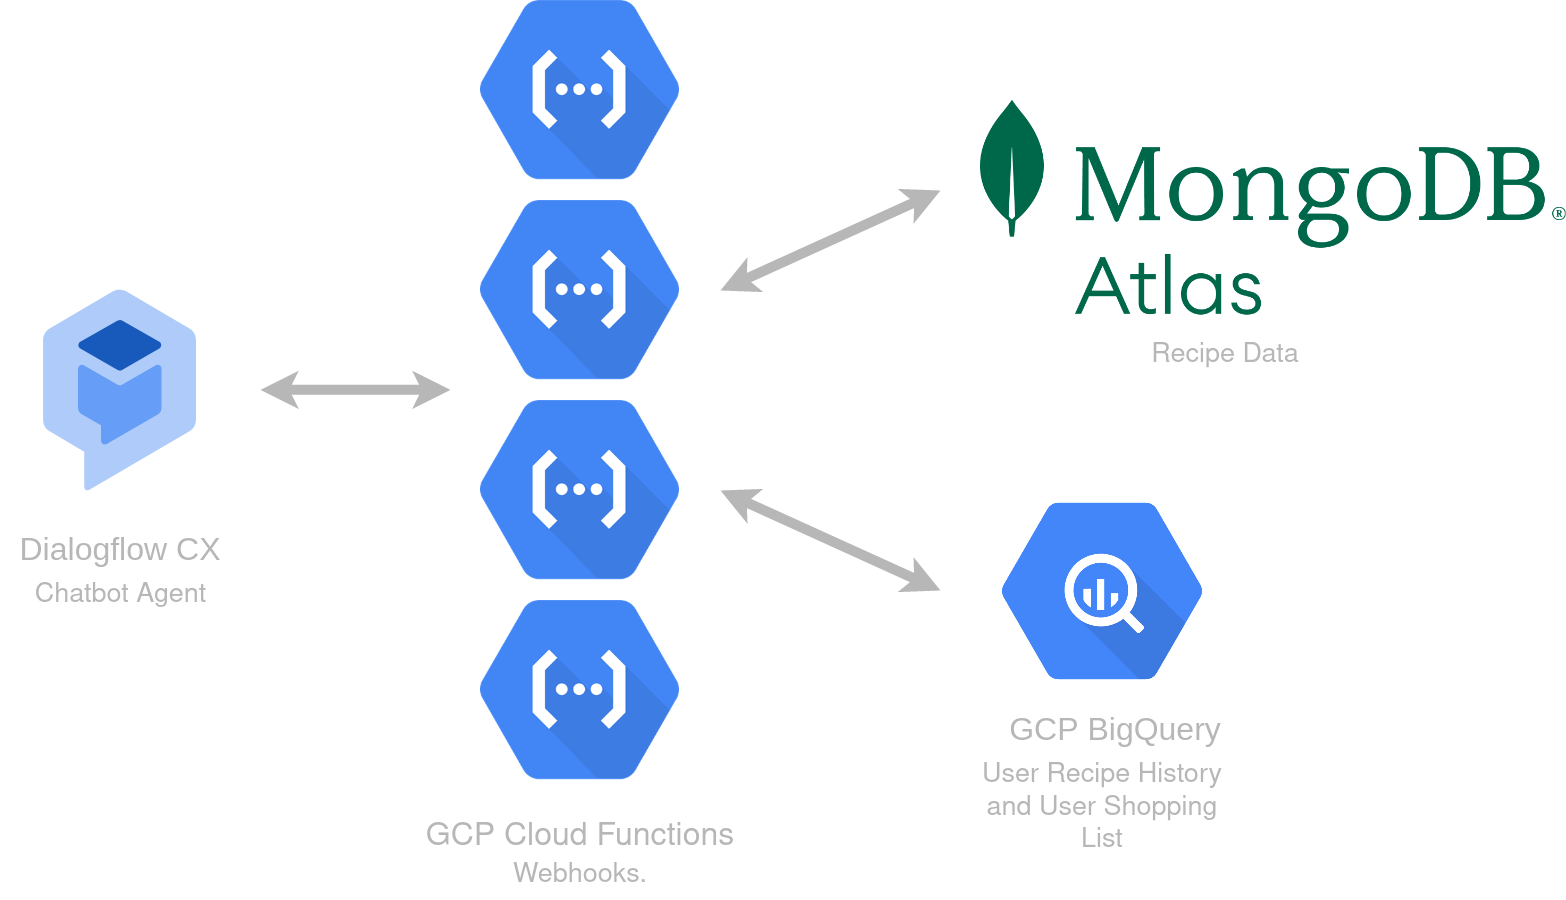 Dialogflow CX
Chatbot Agent
GCP Cloud Functions
Webhooks.
MongoDB®
Atlas
Recipe Data
GCP BigQuery
User Recipe History
and User Shopping
List